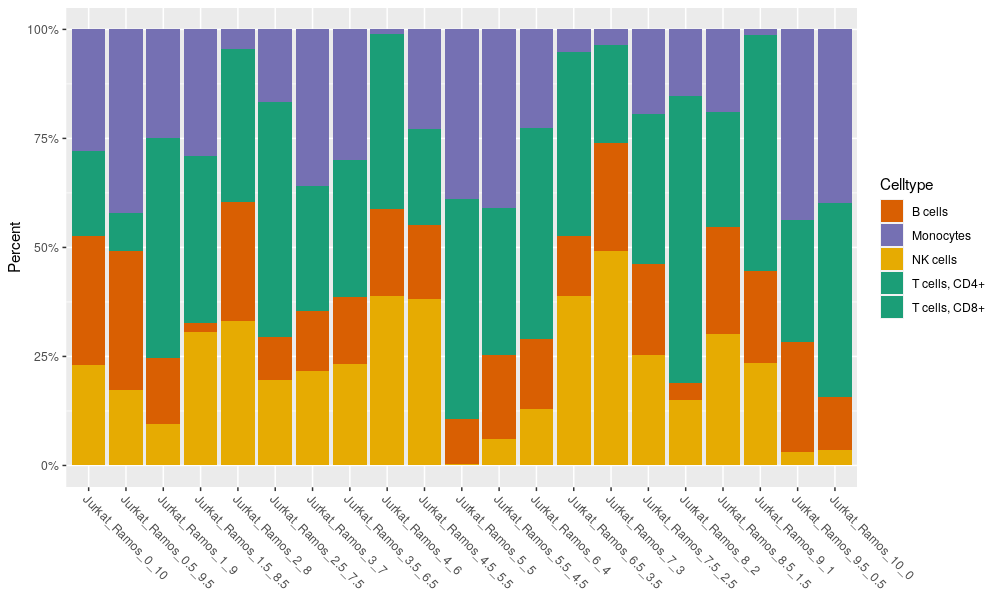 100%
75%
50%
25%
0%
Percent
Jurkat_Ramos_0_10
Jurkat_Ramos_0.5_9.5
Jurkat_Ramos_1_9
Jurkat_Ramos_1.5_8.5
Jurkat_Ramos_2_8
Jurkat_Ramos_2.5_7.5
Jurkat_Ramos_3_7
Jurkat_Ramos_3.5_6.5
Jurkat_Ramos_4_6
Jurkat_Ramos_4.5_5.5
Jurkat_Ramos_5_5
Jurkat_Ramos_5.5_4.5
Jurkat_Ramos_6_4
Jurkat_Ramos_6.5_3.5
Jurkat_Ramos_7_3
Jurkat_Ramos_7.5_2.5
Jurkat_Ramos_8_2
Jurkat_Ramos_8.5_1.5
Jurkat_Ramos_9_1
Jurkat_Ramos_9.5_0.5
Jurkat_Ramos_10_0
Celltype
B cells
Monocytes
NK cells
T cells, CD4+
T cells, CD8+